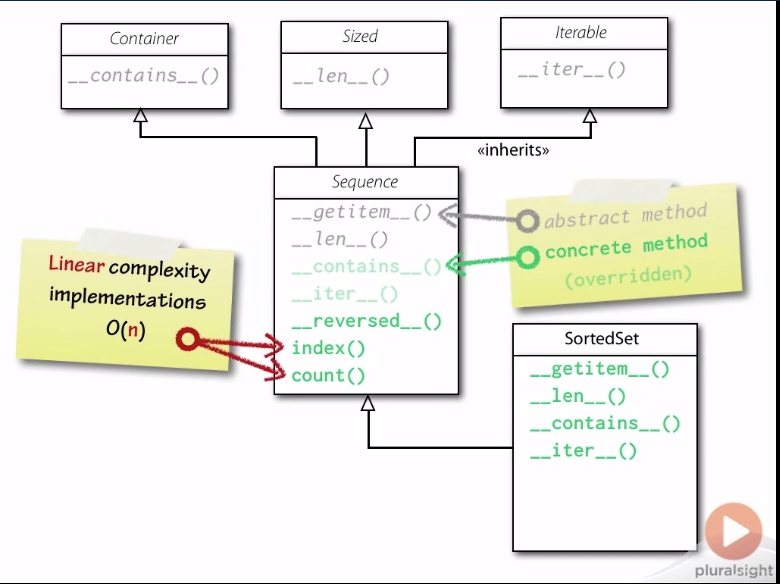 Container
__contains__()
Sized
__len__()
Iterable
__iter__()
«inherits»
Sequence
__getitem__()
__len__()
__contains__()
__iter__()
__reversed__()
index()
count()
abstract method
concrete method
(overridden)
Linear complexity
implementations
O(n)
SortedSet
__getitem__()
__len__()
__contains__()
__iter__()
pluralsight